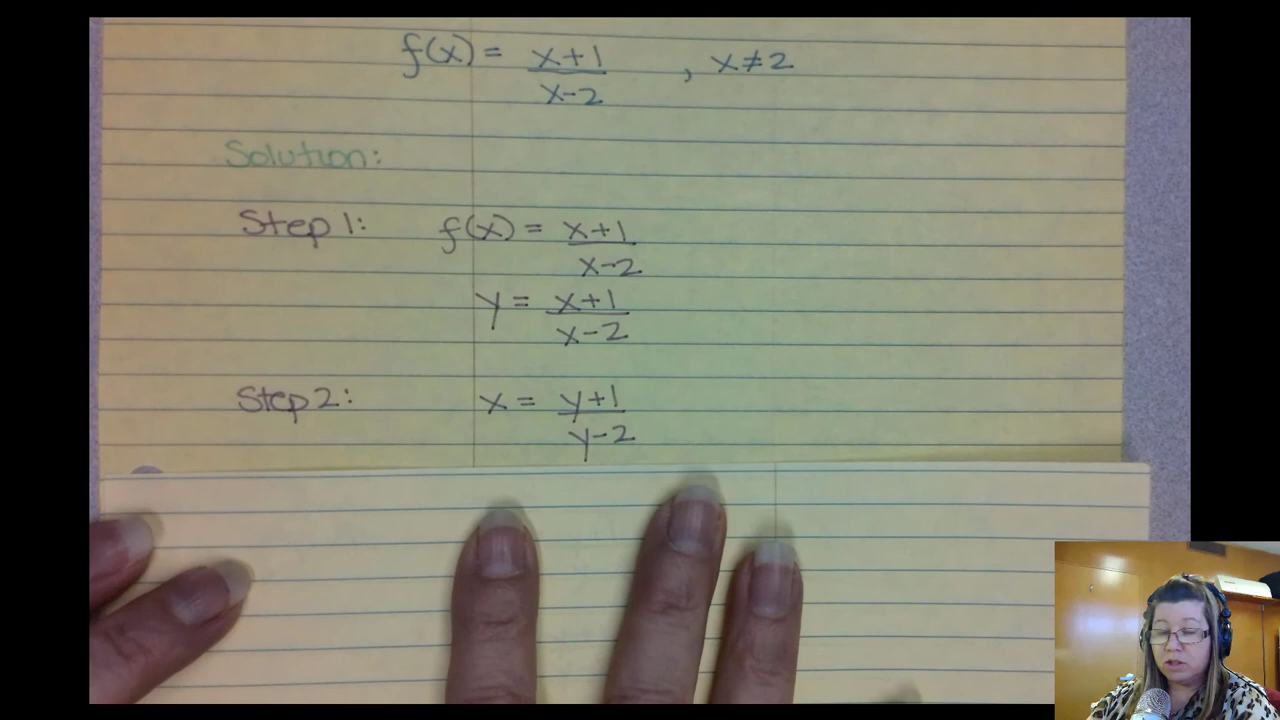 f(x) = x+1 / x-2 , x≠2
Solution:
Step 1: f(x) = x+1 / x-2
y = x+1 / x-2
Step 2: x = y+1 / y-2